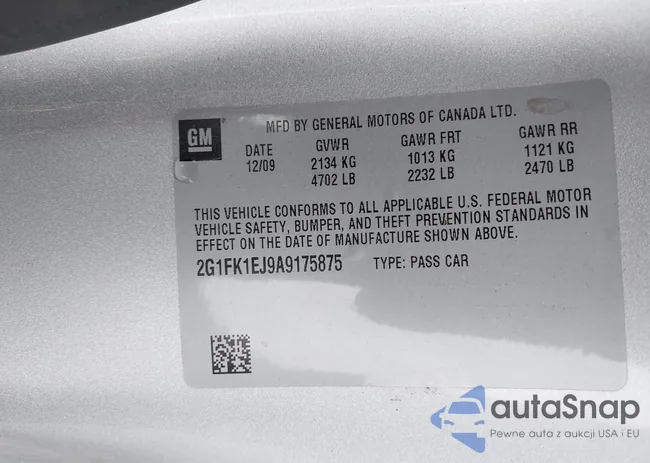 MFD BY GENERAL MOTORS OF CANADA LTD.
GM
DATE GVWR GAWR FRT GAWR RR
12/09 2134 KG 1013 KG 1121 KG
4702 LB 2232 LB 2470 LB
THIS VEHICLE CONFORMS TO ALL APPLICABLE U.S. FEDERAL MOTOR
VEHICLE SAFETY, BUMPER, AND THEFT PREVENTION STANDARDS IN
EFFECT ON THE DATE OF MANUFACTURE SHOWN ABOVE.
2G1FK1EJ9A9175875 TYPE: PASS CAR
autaSnap
Pewne auta z aukcji USA i EU